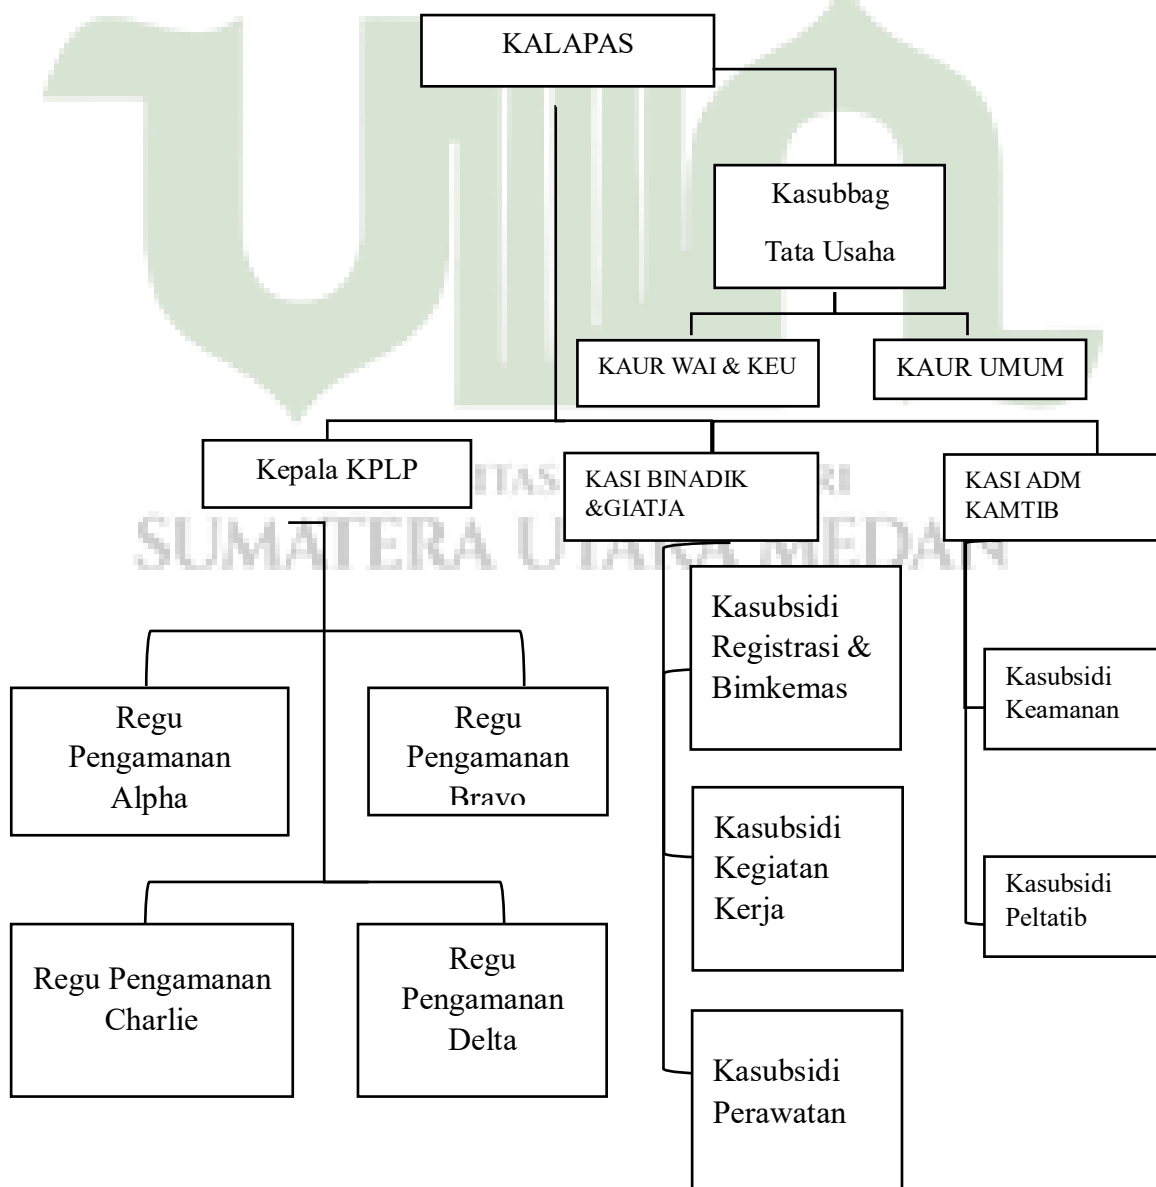 KALAPAS
Kasubbag
Tata Usaha
KAUR WAI & KEU
KAUR UMUM
Kepala KPLP
KASI BINADIK
&GIATJA
KASI ADM
KAMTIB
SUMATERA UTARA MEDAN
Kasubsidi
Registrasi &
Bimkemas
Kasubsidi
Keamanan
Regu
Pengamanan
Alpha
Regu
Pengamanan
Bravo
Kasubsidi
Kegiatan
Kerja
Kasubsidi
Peltatib
Regu Pengamanan
Charlie
Regu
Pengamanan
Delta
Kasubsidi
Perawatan